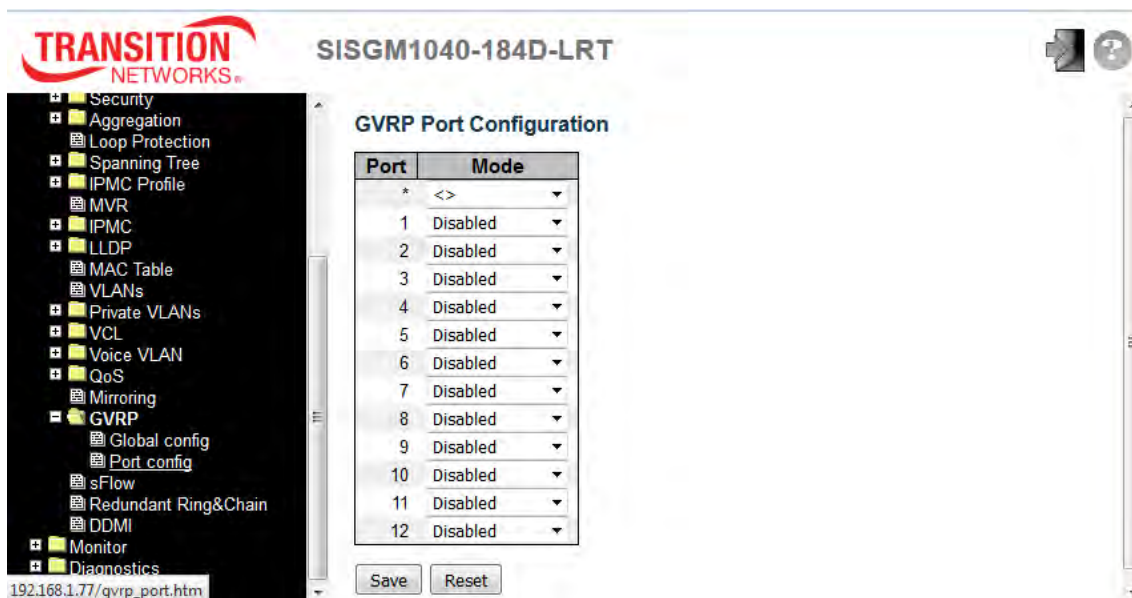 TRANSITION
NETWORKS®
SISGM1040-184D-LRT
?
Security
Aggregation
Loop Protection
Spanning Tree
IPMC Profile
MVR
IPMC
LLDP
MAC Table
VLANs
Private VLANs
VCL
Voice VLAN
QoS
Mirroring
GVRP
Global config
Port config
sFlow
Redundant Ring&Chain
DDMI
Monitor
Diagnostics
192.168.1.77/gvrp_port.htm
GVRP Port Configuration
Port Mode
* <>
1 Disabled
2 Disabled
3 Disabled
4 Disabled
5 Disabled
6 Disabled
7 Disabled
8 Disabled
9 Disabled
10 Disabled
11 Disabled
12 Disabled
Save Reset